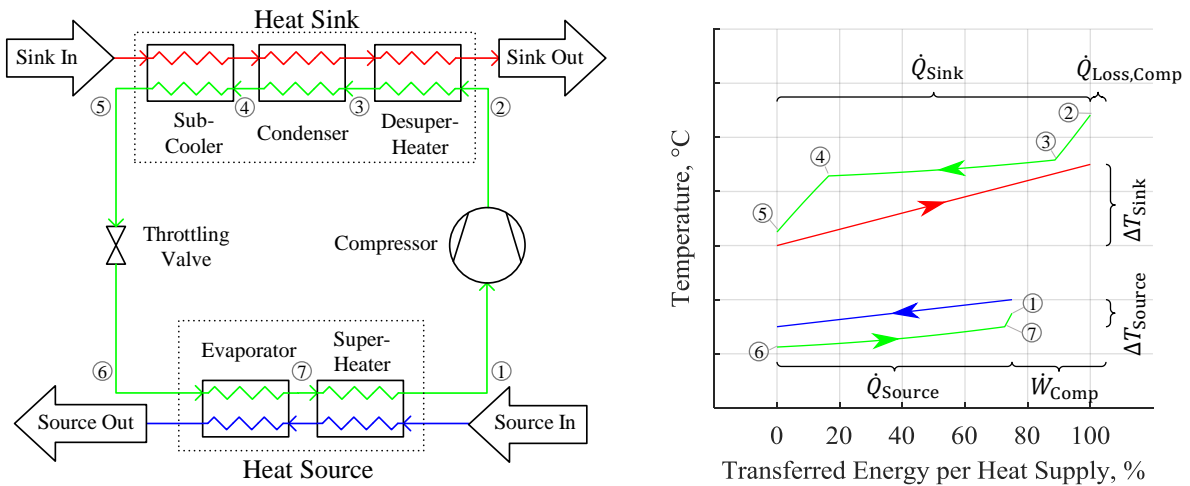 Heat Sink
Sink In
Sink Out
⑤
④
③
②
Sub-
Cooler
Condenser
Desuper-
Heater
Throttling
Valve
Compressor
Evaporator
Super-
Heater
⑥
⑦
①
Source Out
Source In
Heat Source
Temperature, °C
Q̇Sink
Q̇Loss,Comp
②
③
④
⑤
ΔTSink
①
⑦
⑥
ΔTSource
Q̇Source
ẆComp
0 20 40 60 80 100
Transferred Energy per Heat Supply, %